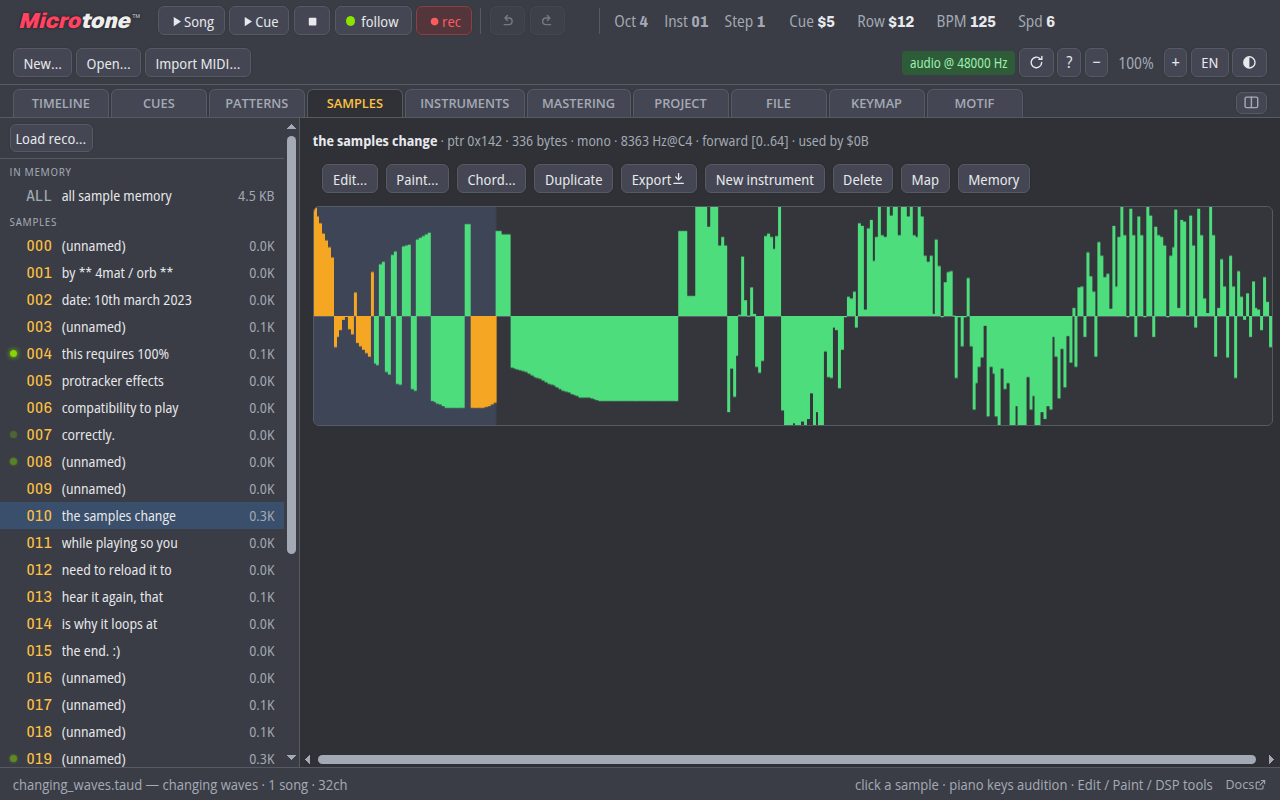 Microtone™ Song Cue follow rec Oct 4 Inst 01 Step 1 Cue $5 Row $12 BPM 125 Spd 6
New... Open... Import MIDI... audio @ 48000 Hz ? − 100% + EN
TIMELINE CUES PATTERNS SAMPLES INSTRUMENTS MASTERING PROJECT FILE KEYMAP MOTIF
Load reco...
IN MEMORY
ALL all sample memory 4.5 KB
SAMPLES
000 (unnamed) 0.0K
001 by ** 4mat / orb ** 0.0K
002 date: 10th march 2023 0.0K
003 (unnamed) 0.1K
004 this requires 100% 0.1K
005 protracker effects 0.0K
006 compatibility to play 0.0K
007 correctly. 0.0K
008 (unnamed) 0.0K
009 (unnamed) 0.0K
010 the samples change 0.3K
011 while playing so you 0.0K
012 need to reload it to 0.0K
013 hear it again, that 0.1K
014 is why it loops at 0.0K
015 the end. :) 0.0K
016 (unnamed) 0.0K
017 (unnamed) 0.1K
018 (unnamed) 0.1K
019 (unnamed) 0.3K
the samples change · ptr 0x142 · 336 bytes · mono · 8363 Hz@C4 · forward [0..64] · used by $0B
Edit... Paint... Chord... Duplicate Export New instrument Delete Map Memory
changing_waves.taud — changing waves · 1 song · 32ch
click a sample · piano keys audition · Edit / Paint / DSP tools Docs